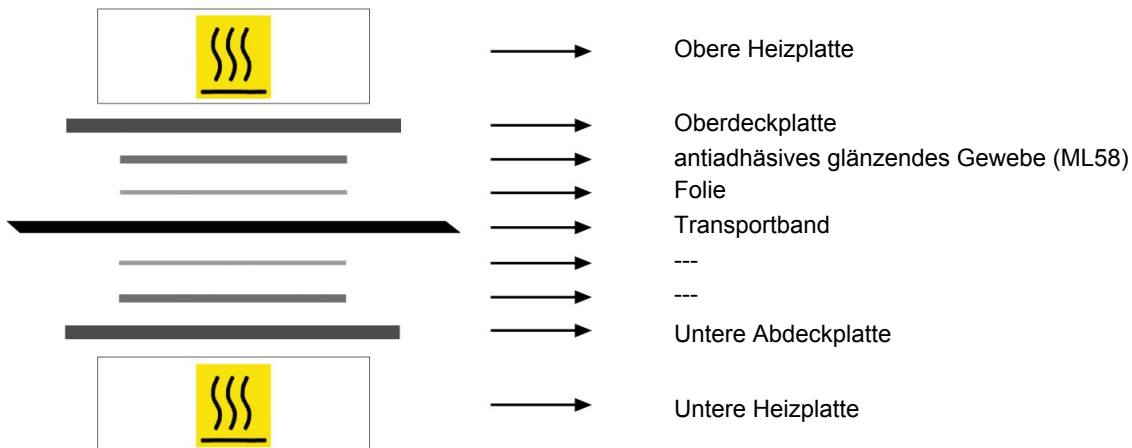 Obere Heizplatte
Oberdeckplatte
antiadhäsives glänzendes Gewebe (ML58)
Folie
Transportband
---
---
Untere Abdeckplatte
Untere Heizplatte